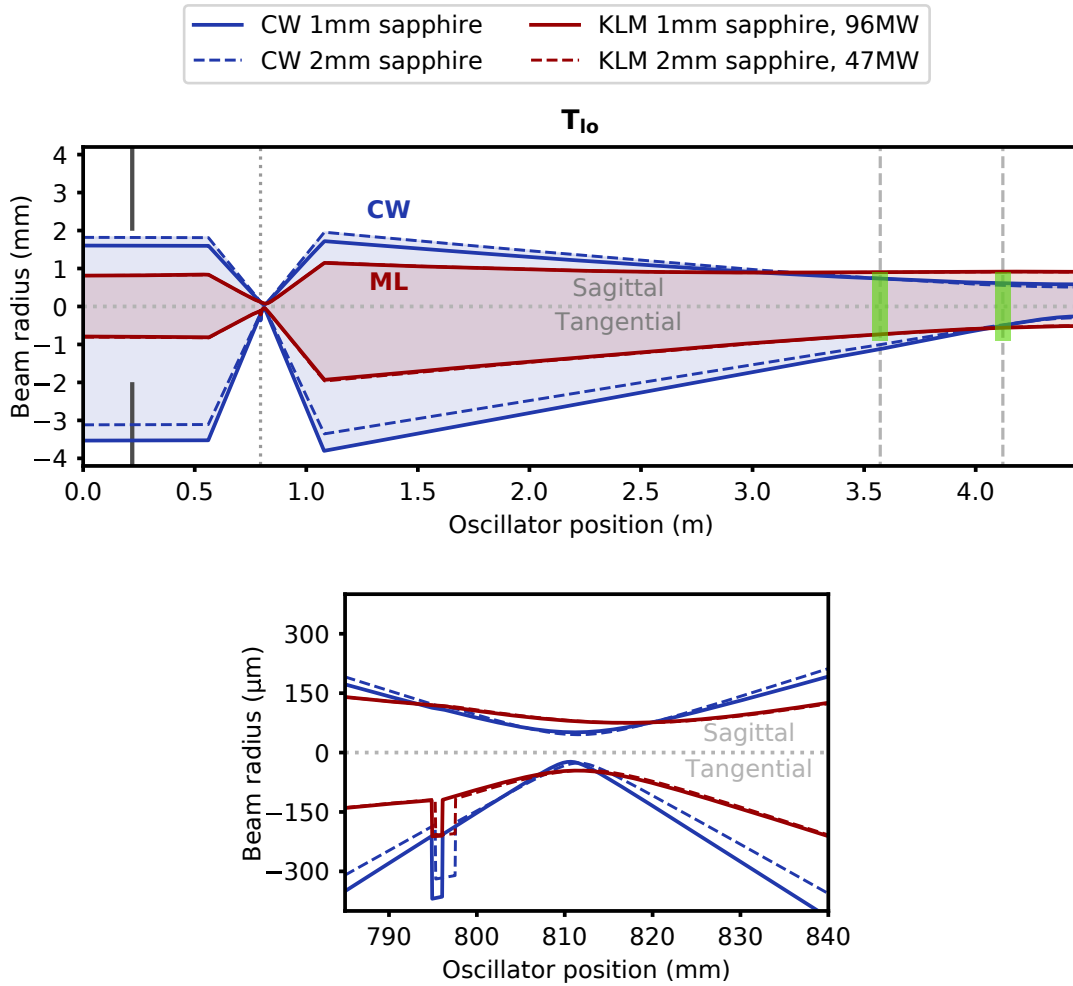 CW 1mm sapphire
CW 2mm sapphire
KLM 1mm sapphire, 96MW
KLM 2mm sapphire, 47MW
T_lo
4
3
2
1
0
−1
−2
−3
−4
Beam radius (mm)
CW
ML
Sagittal
Tangential
0.0 0.5 1.0 1.5 2.0 2.5 3.0 3.5 4.0
Oscillator position (m)
300
150
0
−150
−300
Beam radius (µm)
Sagittal
Tangential
790 800 810 820 830 840
Oscillator position (mm)